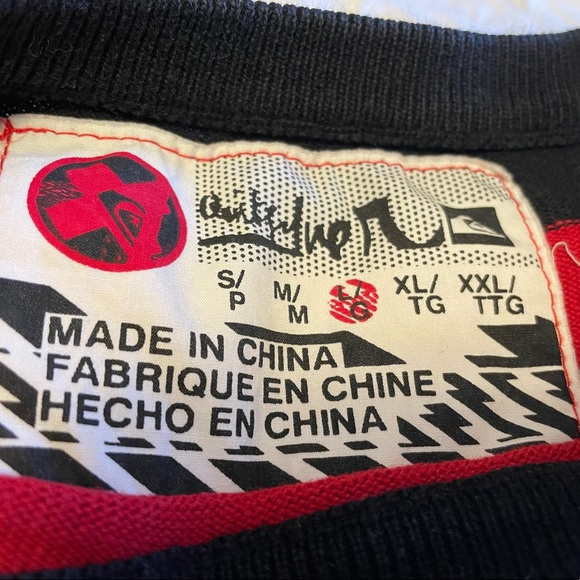 Quiksilver
S/P M/M L/G XL/TG XXL/TTG
MADE IN CHINA
FABRIQUE EN CHINE
HECHO EN CHINA